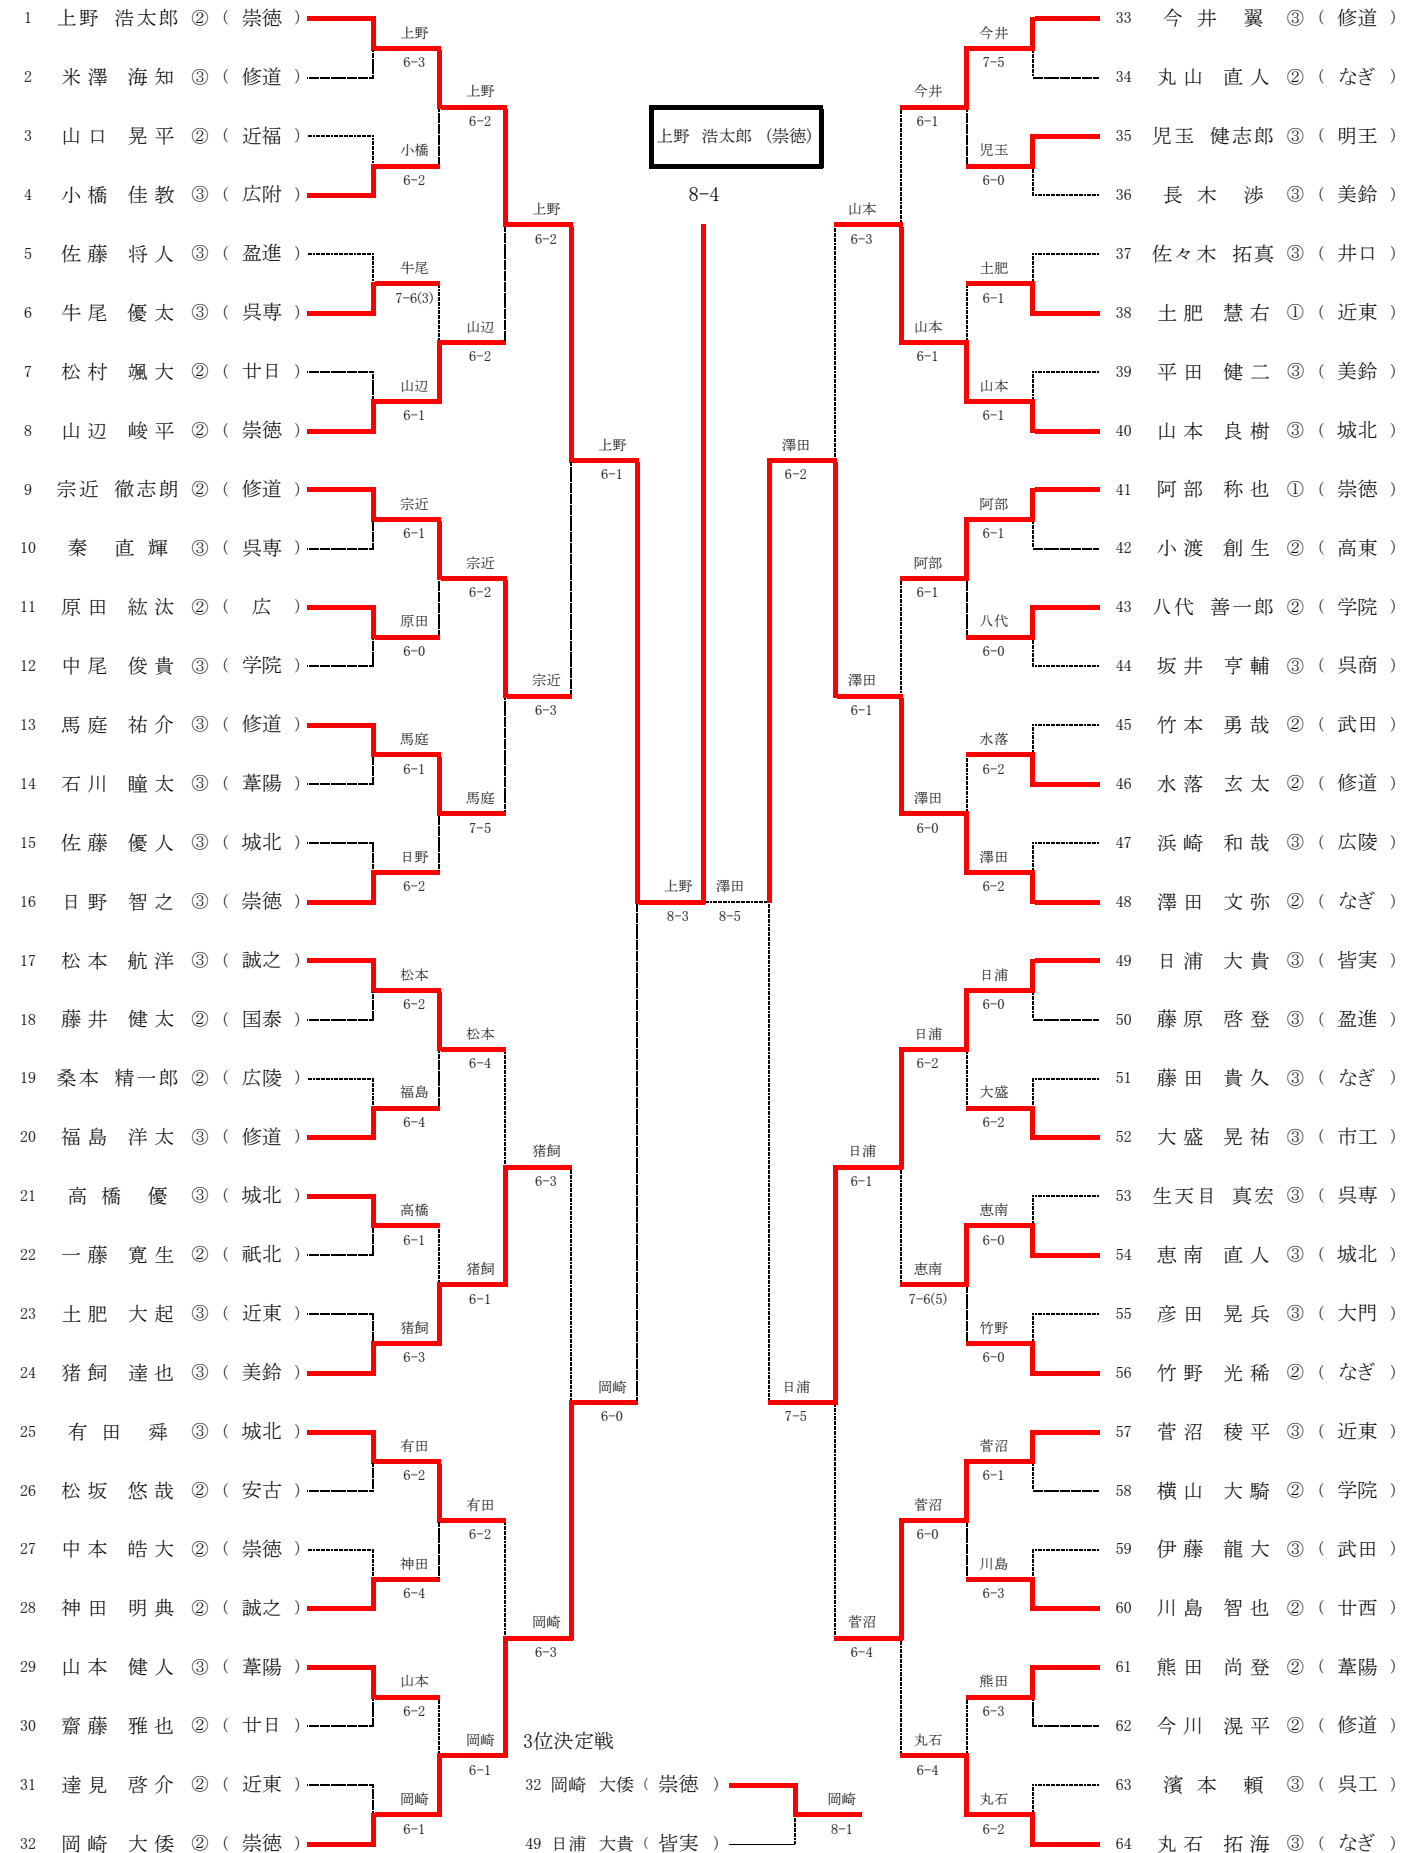 1 上野 浩太郎 ② （ 崇徳 ）
2 米澤 海知 ③ （ 修道 ）
3 山口 晃平 ② （ 近福 ）
4 小橋 佳教 ③ （ 広附 ）
5 佐藤 将人 ③ （ 盈進 ）
6 牛尾 優太 ③ （ 呉専 ）
7 松村 颯大 ② （ 廿日 ）
8 山辺 峻平 ② （ 崇徳 ）
9 宗近 徹志朗 ② （ 修道 ）
10 秦 直輝 ③ （ 呉専 ）
11 原田 紘汰 ② （ 広 ）
12 中尾 俊貴 ③ （ 学院 ）
13 馬庭 祐介 ③ （ 修道 ）
14 石川 瞳太 ③ （ 葦陽 ）
15 佐藤 優人 ③ （ 城北 ）
16 日野 智之 ③ （ 崇徳 ）
17 松本 航洋 ③ （ 誠之 ）
18 藤井 健太 ② （ 国泰 ）
19 桑本 精一郎 ② （ 広陵 ）
20 福島 洋太 ③ （ 修道 ）
21 高橋 優 ③ （ 城北 ）
22 一藤 寛生 ② （ 祇北 ）
23 土肥 大起 ③ （ 近東 ）
24 猪飼 達也 ③ （ 美鈴 ）
25 有田 舜 ③ （ 城北 ）
26 松坂 悠哉 ② （ 安古 ）
27 中本 皓大 ② （ 崇徳 ）
28 神田 明典 ② （ 誠之 ）
29 山本 健人 ③ （ 葦陽 ）
30 齋藤 雅也 ② （ 廿日 ）
31 達見 啓介 ② （ 近東 ）
32 岡崎 大倭 ② （ 崇徳 ）
上野
6-3
小橋
6-2
牛尾
7-6(3)
山辺
6-1
宗近
6-1
原田
6-0
馬庭
6-1
日野
6-2
松本
6-2
福島
6-4
高橋
6-1
猪飼
6-3
有田
6-2
神田
6-4
山本
6-2
岡崎
6-1
上野
6-2
山辺
6-2
宗近
6-2
馬庭
7-5
松本
6-4
猪飼
6-1
有田
6-2
岡崎
6-1
上野
6-2
宗近
6-3
猪飼
6-3
岡崎
6-3
上野
6-1
岡崎
6-0
上野 浩太郎 （崇徳）
8-4
上野
8-3
澤田
8-5
澤田
6-2
日浦
7-5
山本
6-3
澤田
6-1
日浦
6-1
菅沼
6-4
今井
6-1
山本
6-1
阿部
6-1
澤田
6-0
日浦
6-2
恵南
7-6(5)
菅沼
6-0
丸石
6-4
今井
7-5
児玉
6-0
土肥
6-1
山本
6-1
阿部
6-1
八代
6-0
水落
6-2
澤田
6-2
日浦
6-0
大盛
6-2
恵南
6-0
竹野
6-0
菅沼
6-1
川島
6-3
熊田
6-3
丸石
6-2
33 今井 翼 ③ （ 修道 ）
34 丸山 直人 ② （ なぎ ）
35 児玉 健志郎 ③ （ 明王 ）
36 長木 渉 ③ （ 美鈴 ）
37 佐々木 拓真 ③ （ 井口 ）
38 土肥 慧右 ① （ 近東 ）
39 平田 健二 ③ （ 美鈴 ）
40 山本 良樹 ③ （ 城北 ）
41 阿部 称也 ① （ 崇徳 ）
42 小渡 創生 ② （ 高東 ）
43 八代 善一郎 ② （ 学院 ）
44 坂井 亨輔 ③ （ 呉商 ）
45 竹本 勇哉 ② （ 武田 ）
46 水落 玄太 ② （ 修道 ）
47 浜崎 和哉 ③ （ 広陵 ）
48 澤田 文弥 ② （ なぎ ）
49 日浦 大貴 ③ （ 皆実 ）
50 藤原 啓登 ③ （ 盈進 ）
51 藤田 貴久 ③ （ なぎ ）
52 大盛 晃祐 ③ （ 市工 ）
53 生天目 真宏 ③ （ 呉専 ）
54 恵南 直人 ③ （ 城北 ）
55 彦田 晃兵 ③ （ 大門 ）
56 竹野 光稀 ② （ なぎ ）
57 菅沼 稜平 ③ （ 近東 ）
58 横山 大騎 ② （ 学院 ）
59 伊藤 龍大 ③ （ 武田 ）
60 川島 智也 ② （ 廿西 ）
61 熊田 尚登 ② （ 葦陽 ）
62 今川 滉平 ② （ 修道 ）
63 濱本 頼 ③ （ 呉工 ）
64 丸石 拓海 ③ （ なぎ ）
3位決定戦
32 岡崎 大倭 （ 崇徳 ）
49 日浦 大貴 （ 皆実 ）
岡崎
8-1